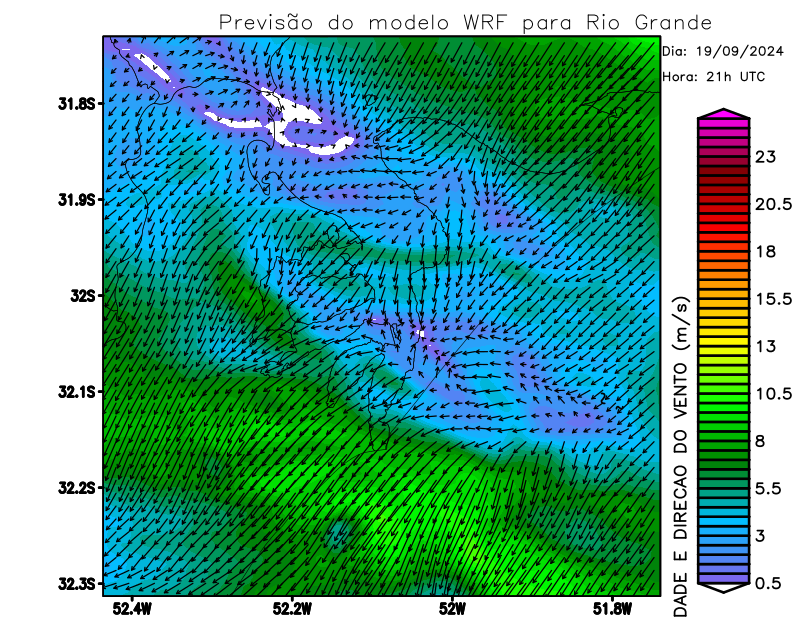 Previsão do modelo WRF para Rio Grande
Dia: 19/09/2024
Hora: 21h UTC
31.8S
31.9S
32S
32.1S
32.2S
32.3S
52.4W
52.2W
52W
51.8W
DADE E DIRECAO DO VENTO (m/s)
23
20.5
18
15.5
13
10.5
8
5.5
3
0.5